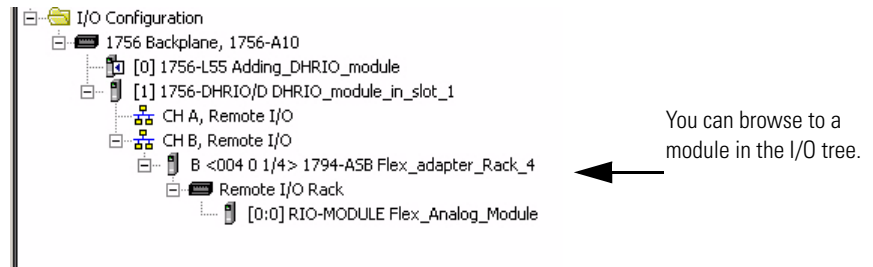 I/O Configuration
1756 Backplane, 1756-A10
[0] 1756-L55 Adding_DHRIO_module
[1] 1756-DHRIO/D DHRIO_module_in_slot_1
CH A, Remote I/O
CH B, Remote I/O
B <004 0 1/4> 1794-ASB Flex_adapter_Rack_4
Remote I/O Rack
[0:0] RIO-MODULE Flex_Analog_Module
You can browse to a
module in the I/O tree.